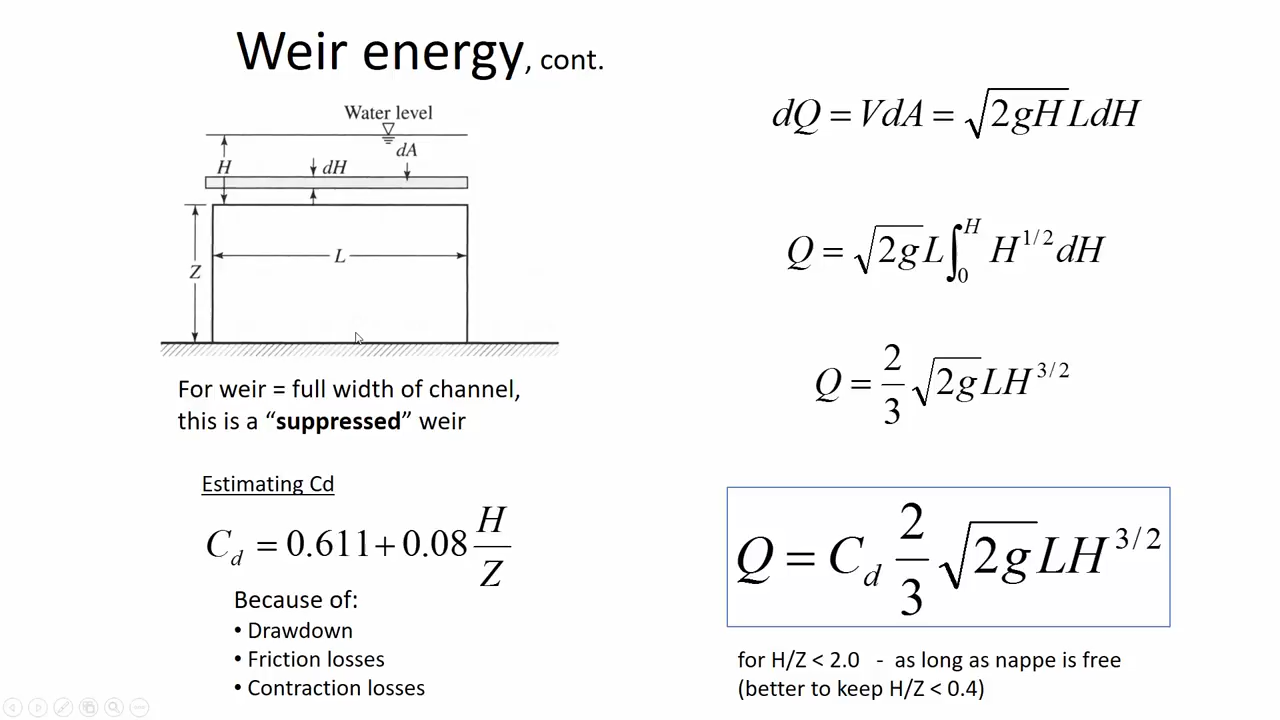 Weir energy, cont.
Water level
dA
H
dH
L
Z
For weir = full width of channel,
this is a “suppressed” weir
Estimating Cd
C_d = 0.611 + 0.08 H/Z
Because of:
• Drawdown
• Friction losses
• Contraction losses
dQ = VdA = √(2gH) LdH
Q = √(2g) L ∫₀ᴴ H^{1/2} dH
Q = 2/3 √(2g) LH^{3/2}
Q = C_d 2/3 √(2g) LH^{3/2}
for H/Z < 2.0 - as long as nappe is free
(better to keep H/Z < 0.4)